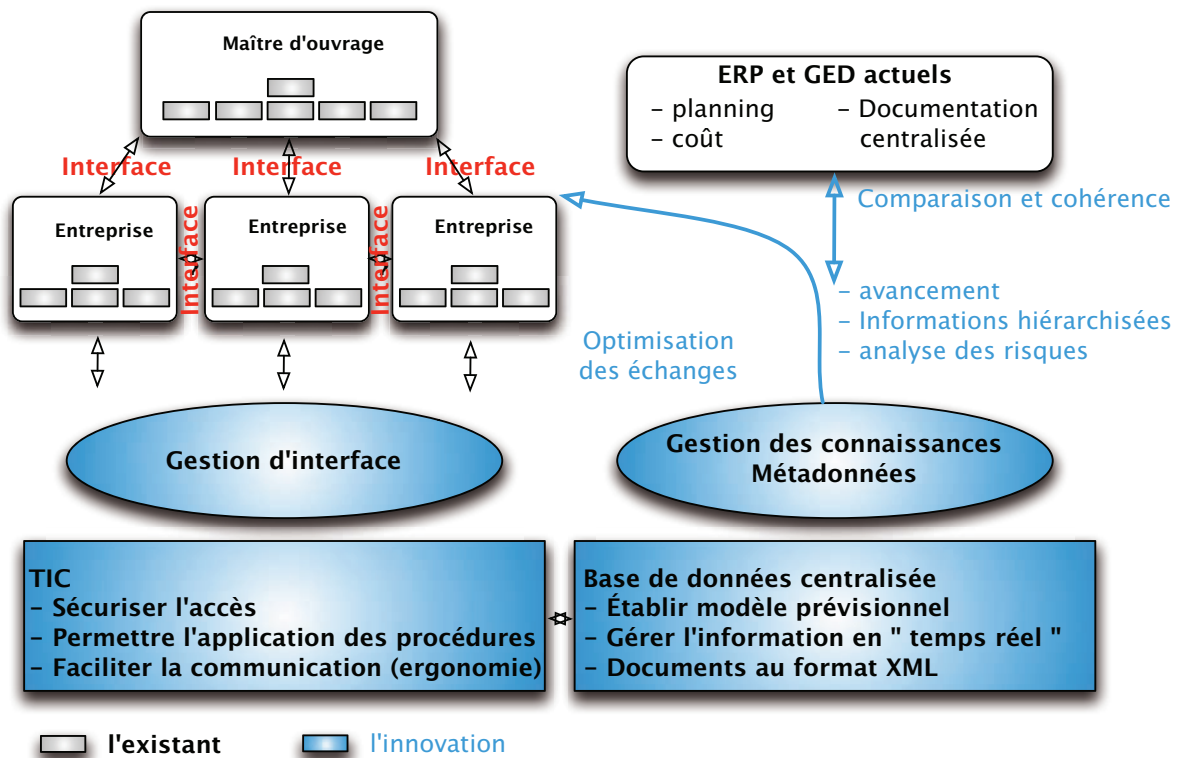 Maître d'ouvrage
ERP et GED actuels
– planning
– coût
– Documentation
centralisée
Interface
Interface
Interface
Comparaison et cohérence
Entreprise
Interface
Entreprise
Interface
Entreprise
– avancement
– Informations hiérarchisées
– analyse des risques
Optimisation
des échanges
Gestion d'interface
Gestion des connaissances
Métadonnées
TIC
– Sécuriser l'accès
– Permettre l'application des procédures
– Faciliter la communication (ergonomie)
Base de données centralisée
– Établir modèle prévisionnel
– Gérer l'information en " temps réel "
– Documents au format XML
l'existant
l'innovation